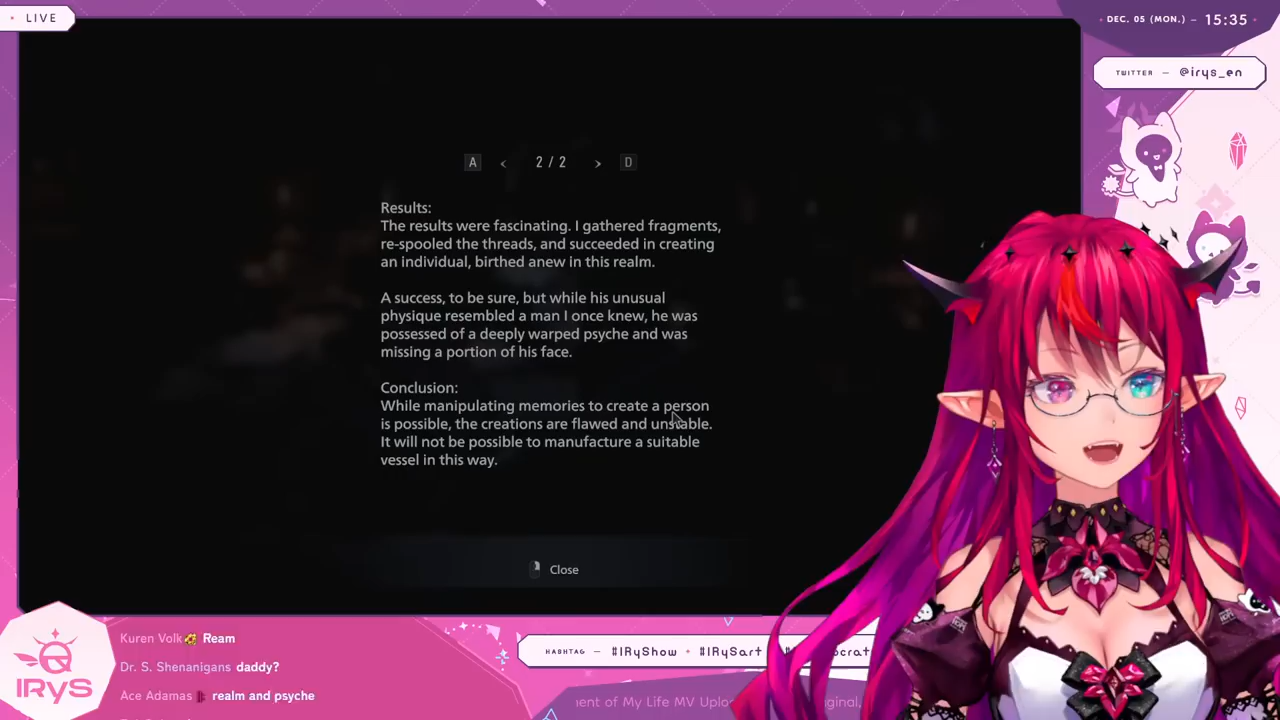 LIVE
DEC. 05 (MON.) – 15:35
TWITTER – @irys_en
A < 2 / 2 > D
Results:
The results were fascinating. I gathered fragments,
re-spooled the threads, and succeeded in creating
an individual, birthed anew in this realm.
A success, to be sure, but while his unusual
physique resembled a man I once knew, he was
possessed of a deeply warped psyche and was
missing a portion of his face.
Conclusion:
While manipulating memories to create a person
is possible, the creations are flawed and unstable.
It will not be possible to manufacture a suitable
vessel in this way.
Close
Kuren Volk Ream
Dr. S. Shenanigans daddy?
Ace Adamas realm and psyche
IRyS
HASHTAG – #IRyShow • #IRySart
of My Life MV